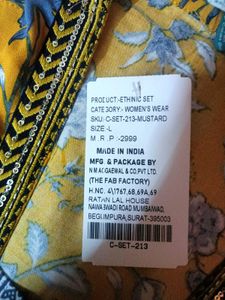 PRODUCT:-ETHNIC SET
CATEGORY:- WOMEN'S WEAR
SKU: C-SET-213-MUSTARD
SIZE:-L
M.R.P :-2999
MADE IN INDIA
MFG. & PACKAGE BY
N M AGGAEWAL & CO.PVT LTD.
(THE FAB FACTORY)
H.NO. 4\1767,68,69A,69
RATAN LAL HOUSE
NAWA SWADI ROAD MUMBAIWAD,
BEGUMPURA, SURAT-395003
C-SET-213